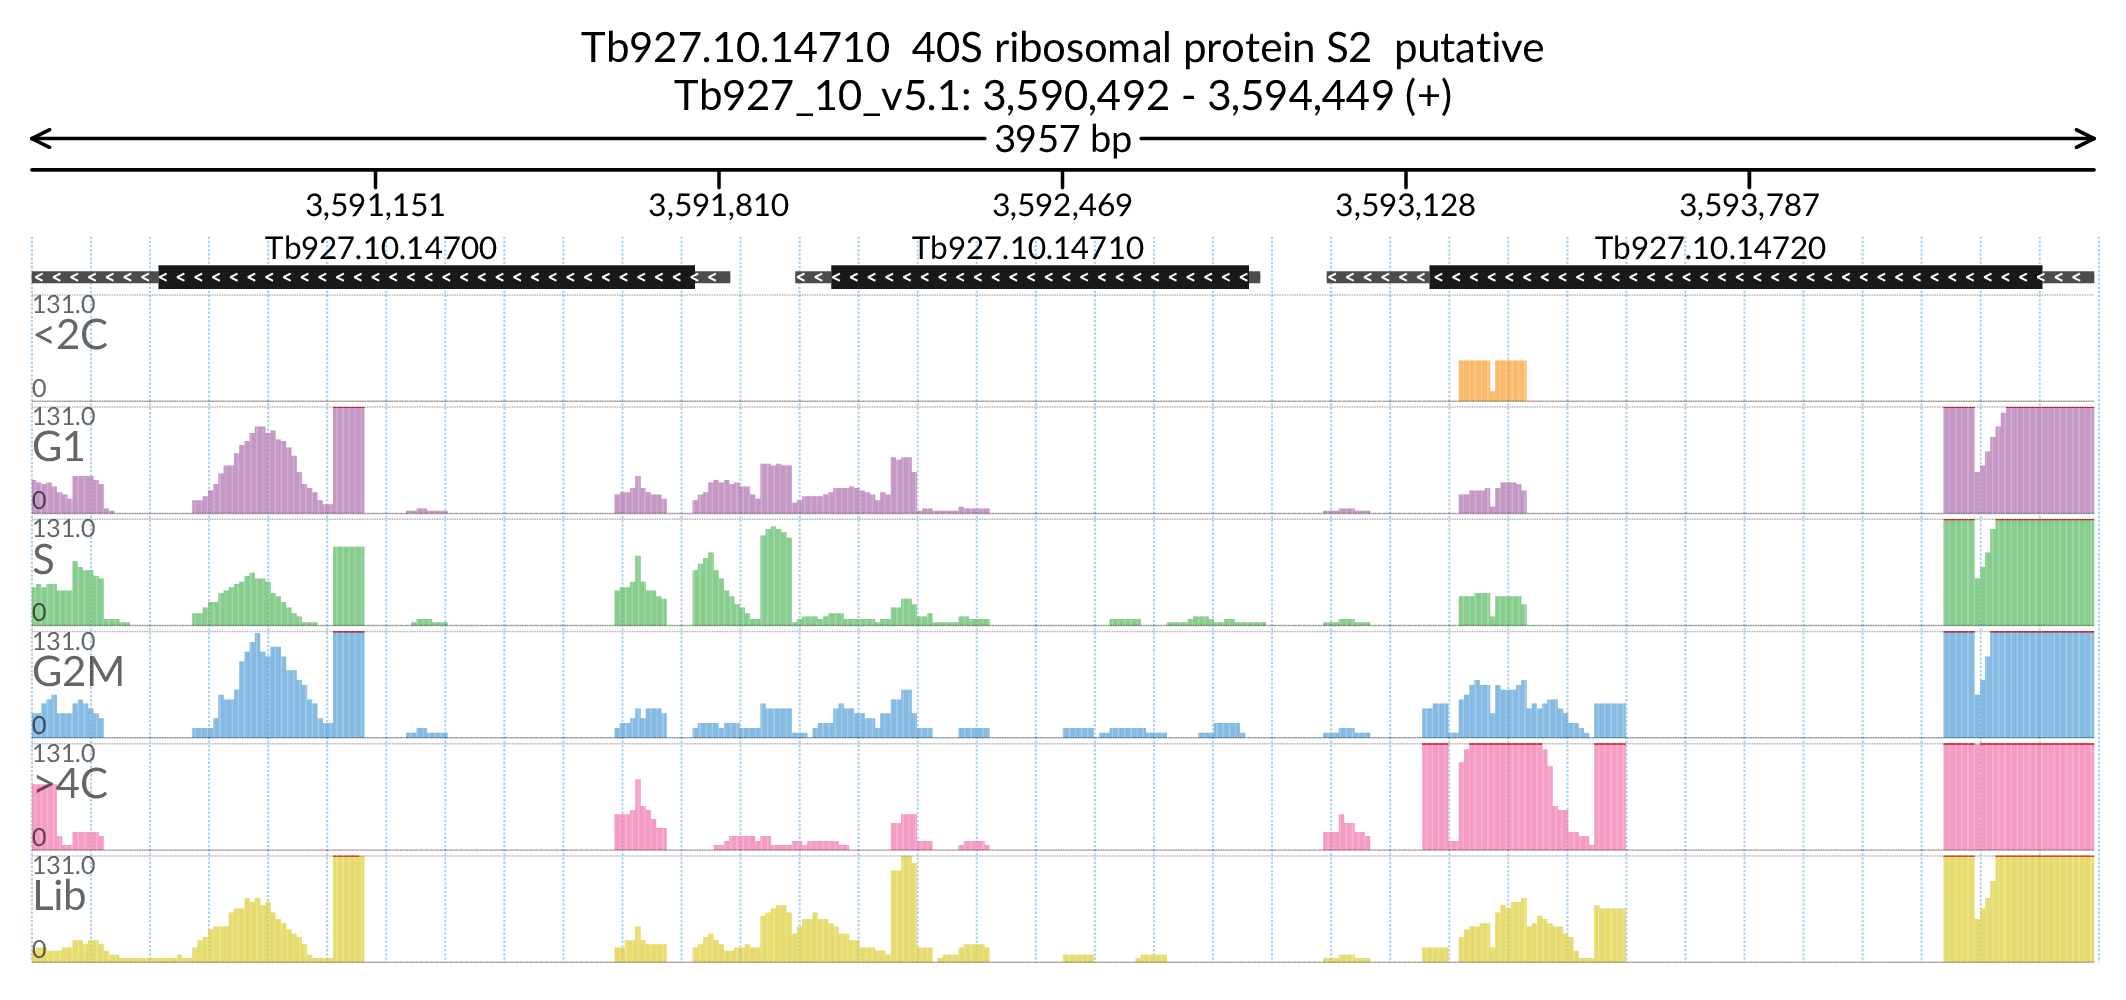 Tb927.10.14710  40S ribosomal protein S2  putative
Tb927_10_v5.1: 3,590,492 - 3,594,449 (+)
3957 bp
3,591,151 3,591,810 3,592,469 3,593,128 3,593,787
Tb927.10.14700 Tb927.10.14710 Tb927.10.14720
131.0
<2C
0
131.0
G1
0
131.0
S
0
131.0
G2M
0
131.0
>4C
0
131.0
Lib
0